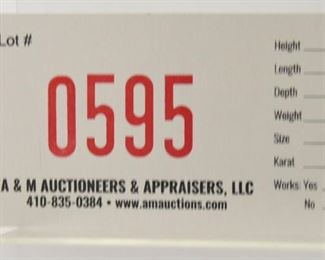 Lot #
0595
A & M AUCTIONEERS & APPRAISERS, LLC
410-835-0384 • www.amauctions.com
Height
Length
Depth
Weight
Size
Karat
Works: Yes
No